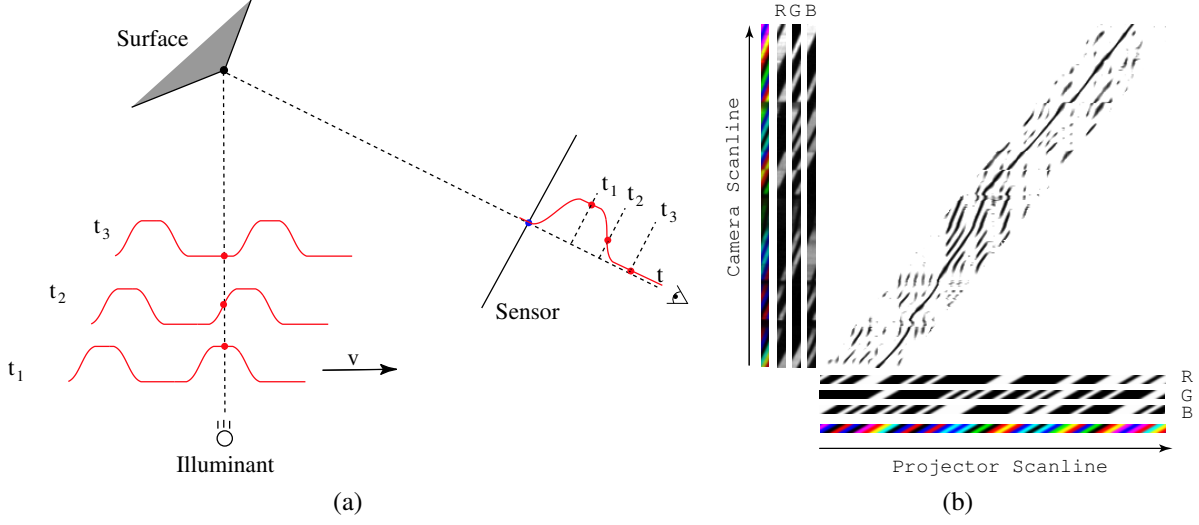 Surface
t3
t2
t1
v
Illuminant
t1
t2
t3
t
Sensor
(a)
R G B
Camera Scanline
R
G
B
Projector Scanline
(b)